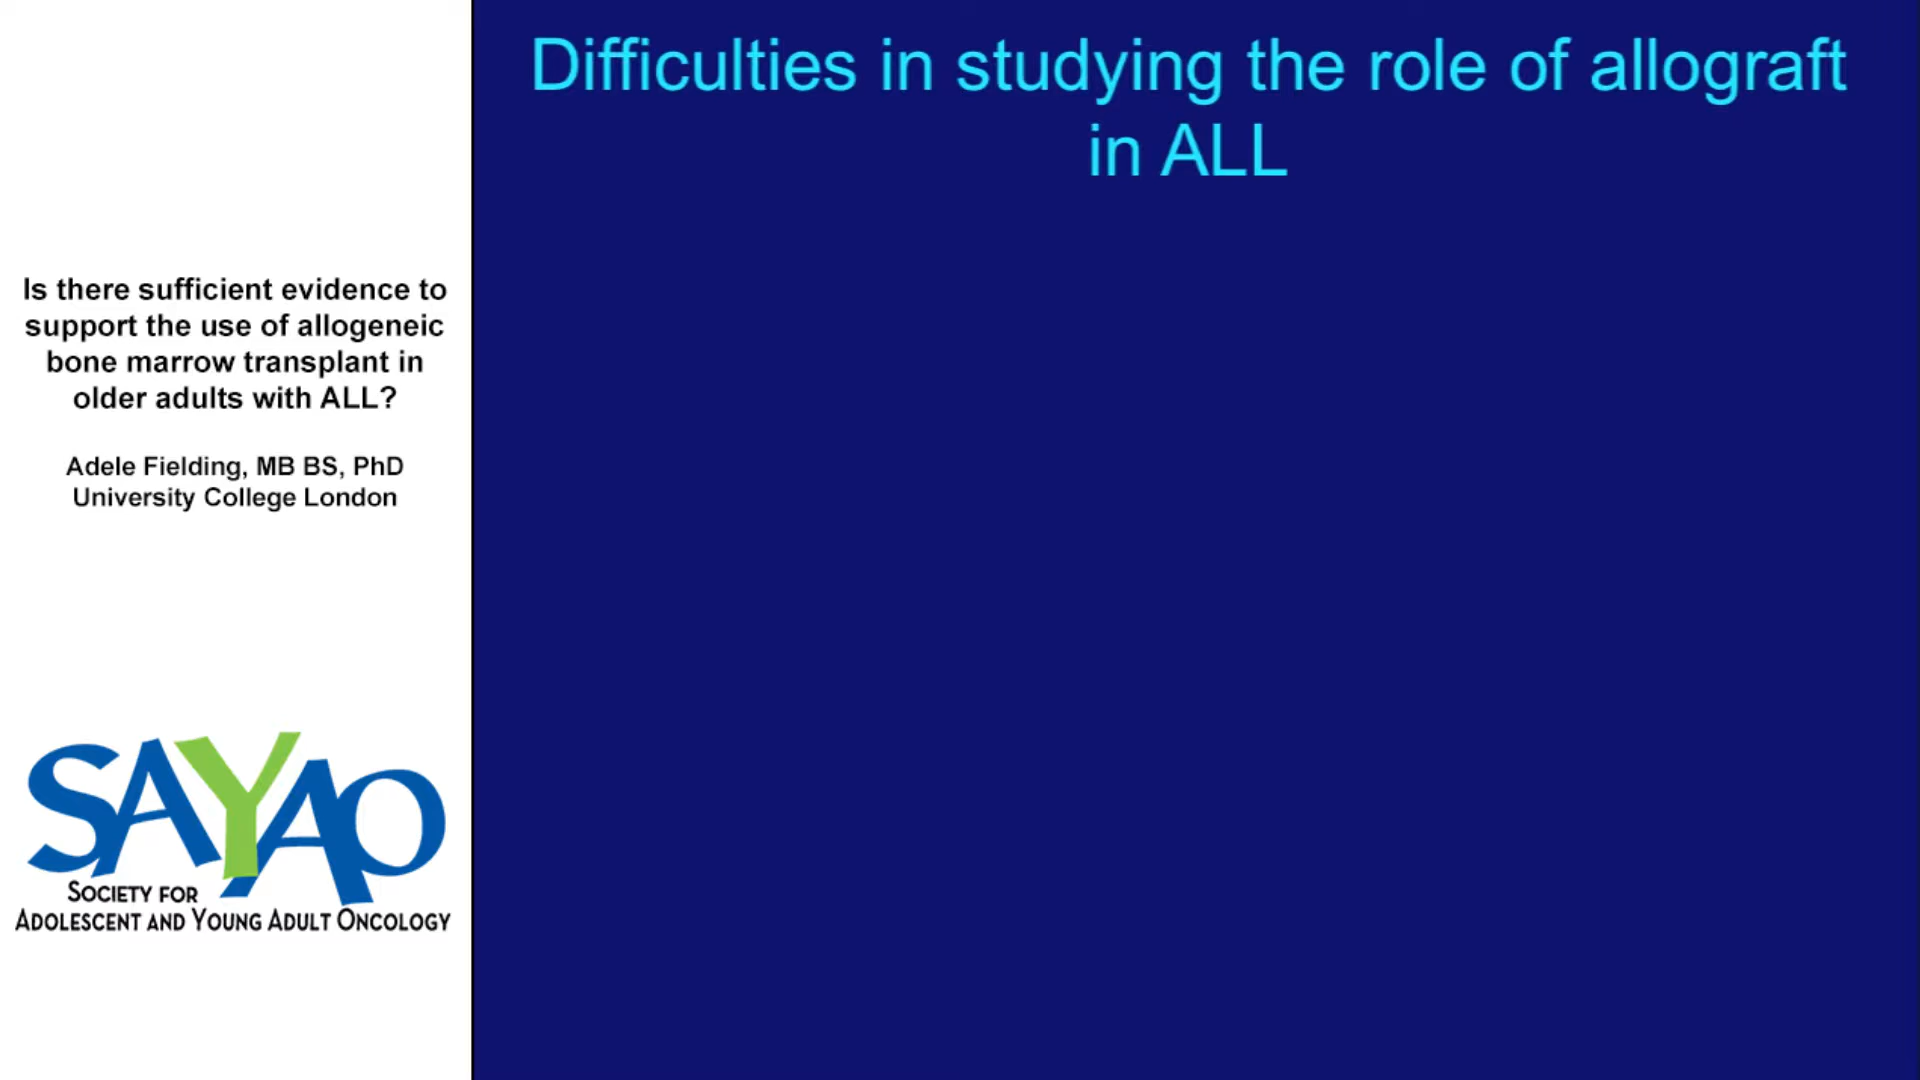 Difficulties in studying the role of allograft
in ALL
Is there sufficient evidence to
support the use of allogeneic
bone marrow transplant in
older adults with ALL?
Adele Fielding, MB BS, PhD
University College London
SAYAO
SOCIETY FOR
ADOLESCENT AND YOUNG ADULT ONCOLOGY